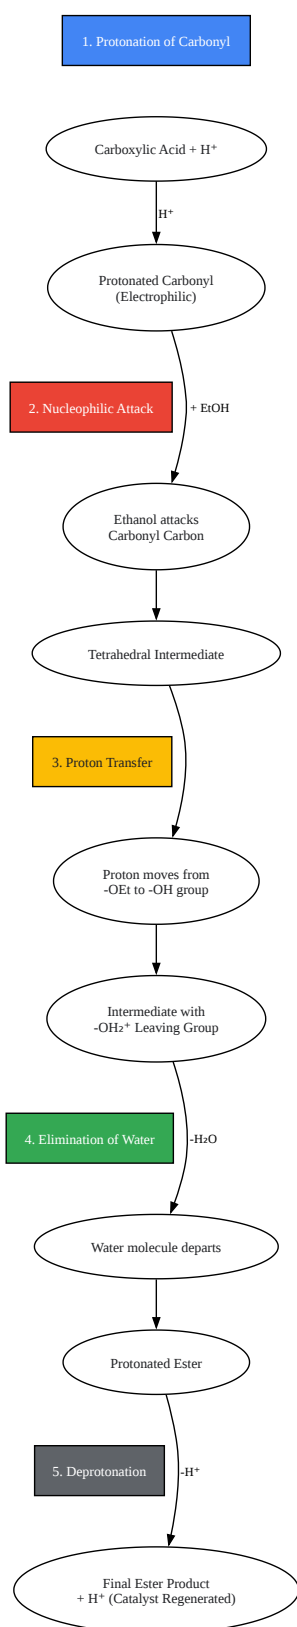 1. Protonation of Carbonyl
Carboxylic Acid + H⁺
H⁺
Protonated Carbonyl
(Electrophilic)
2. Nucleophilic Attack
+ EtOH
Ethanol attacks
Carbonyl Carbon
Tetrahedral Intermediate
3. Proton Transfer
Proton moves from
-OEt to -OH group
Intermediate with
-OH₂⁺ Leaving Group
4. Elimination of Water
-H₂O
Water molecule departs
Protonated Ester
5. Deprotonation
-H⁺
Final Ester Product
+ H⁺ (Catalyst Regenerated)